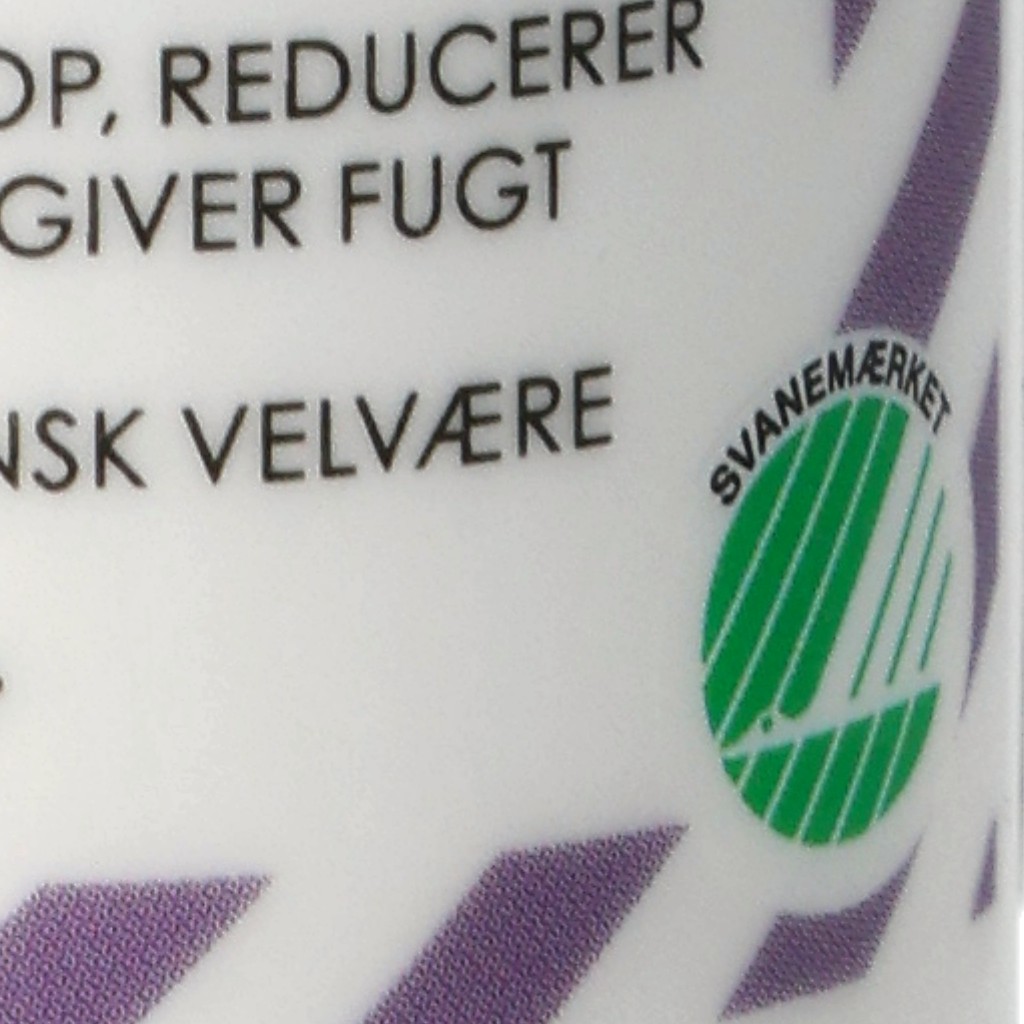 OP, REDUCERER
GIVER FUGT
NSK VELVÆRE
SVANEMÆRKET